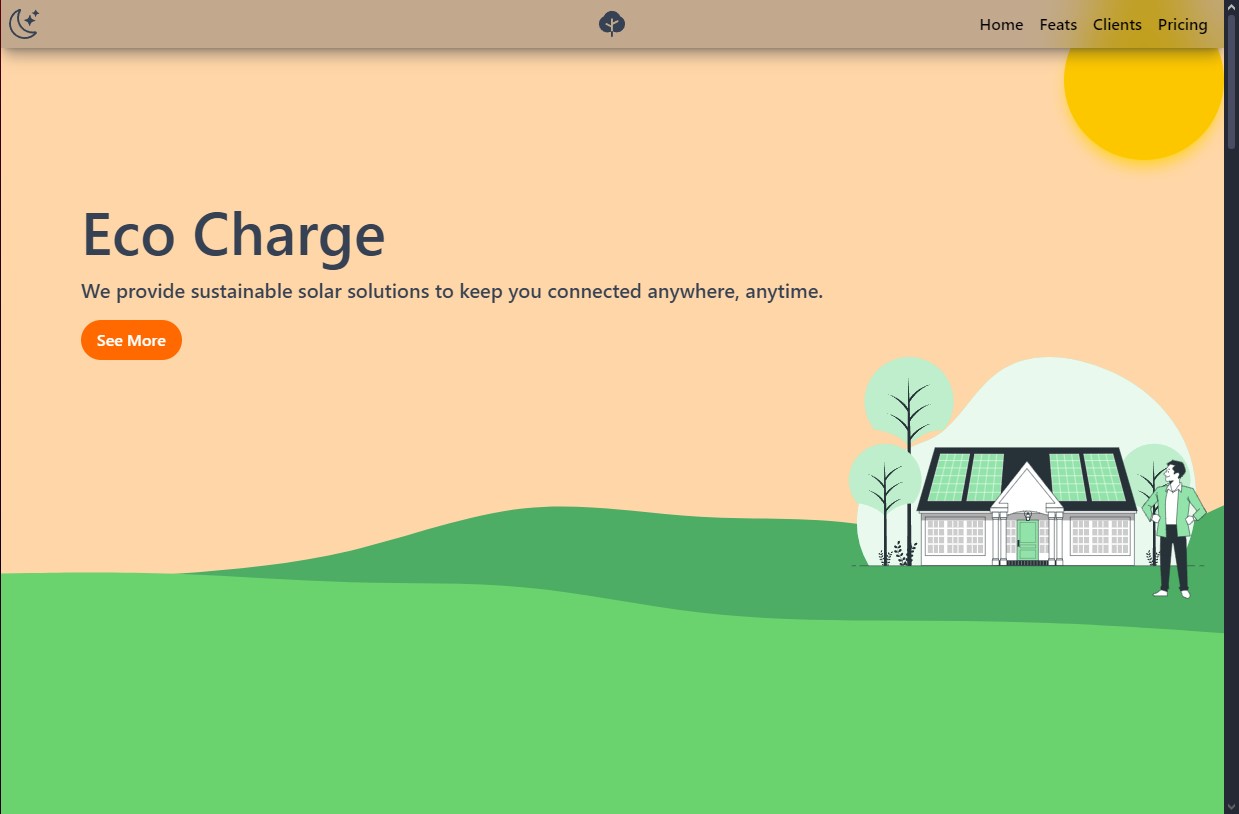 Home Feats Clients Pricing
Eco Charge
We provide sustainable solar solutions to keep you connected anywhere, anytime.
See More